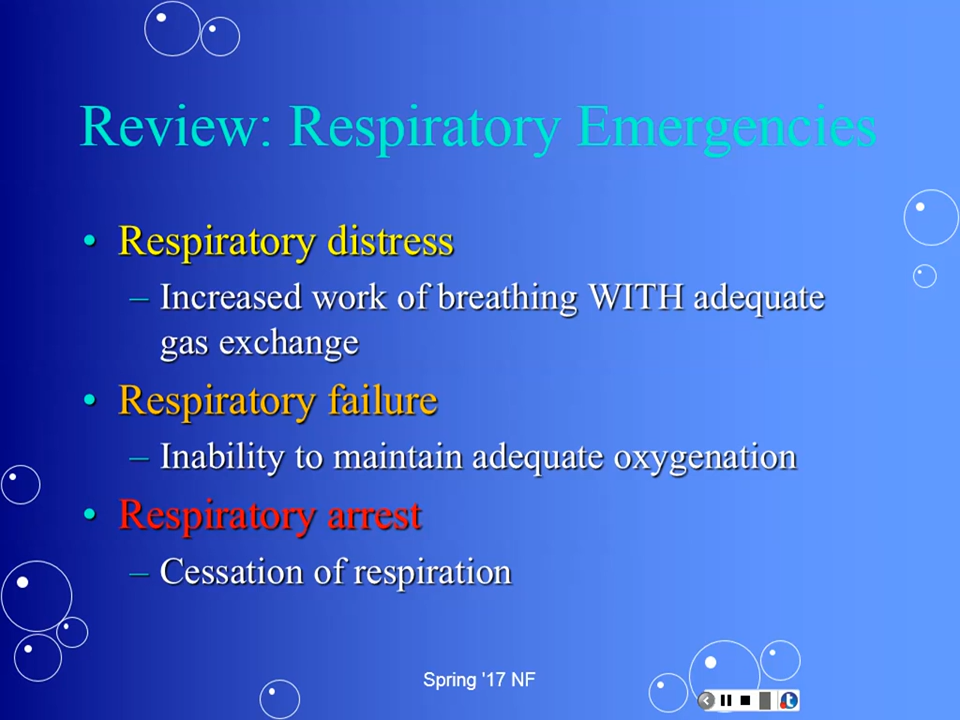 Review: Respiratory Emergencies
• Respiratory distress
– Increased work of breathing WITH adequate
gas exchange
• Respiratory failure
– Inability to maintain adequate oxygenation
• Respiratory arrest
– Cessation of respiration
Spring '17 NF
t